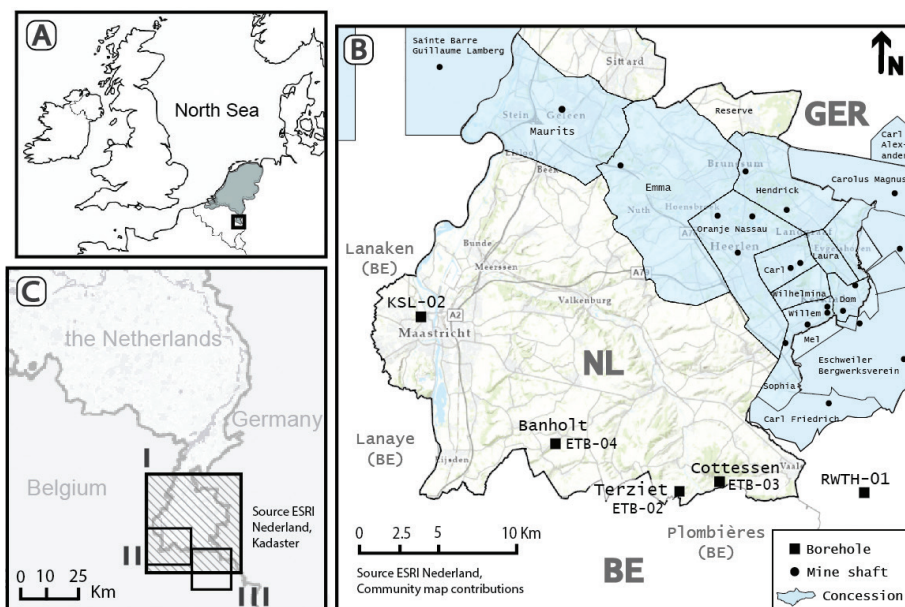 A
North Sea
C
the Netherlands
Germany
Belgium
I
II
III
Source ESRI
Nederland,
Kadaster
0 10 25
Km
B
N
Sainte Barre
Guillaume Lamberg
Sittard
Reserve
GER
Carl
Alex-
ander
Stein
Geleen
Maurits
Carolus Magnus
Brunssum
Emma
Hendrick
Nuth
Hoensbroek
Oranje Nassau
Landgraaf
Lanaken
(BE)
Bunde
Heerlen
Laura
Meerssen
A79
Carl
KSL-02
A2
Valkenburg
Wilhelmina
Dom
Maastricht
Willem
Mel
NL
Eschweiler
Bergwerksverein
Sophia
Carl Friedrich
Banholt
ETB-04
Lanaye
(BE)
Eijsden
Cottessen
ETB-03
Vaals
RWTH-01
Terziet
ETB-02
Plombières
(BE)
0 2.5 5 10 Km
BE
Source ESRI Nederland,
Community map contributions
Borehole
Mine shaft
Concession